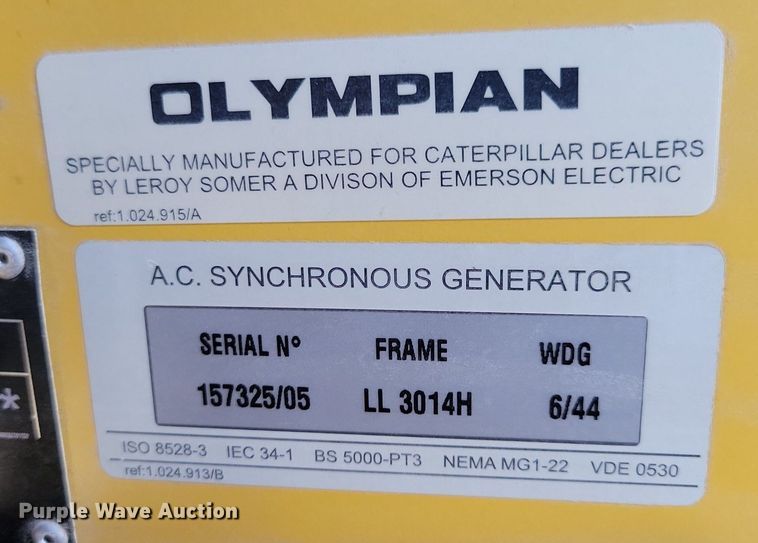 OLYMPIAN
SPECIALLY MANUFACTURED FOR CATERPILLAR DEALERS
BY LEROY SOMER A DIVISON OF EMERSON ELECTRIC
ref:1.024.915/A
A.C. SYNCHRONOUS GENERATOR
SERIAL Nº FRAME WDG
157325/05 LL 3014H 6/44
ISO 8528-3 IEC 34-1 BS 5000-PT3 NEMA MG1-22 VDE 0530
ref:1.024.913/B
*
Purple Wave Auction